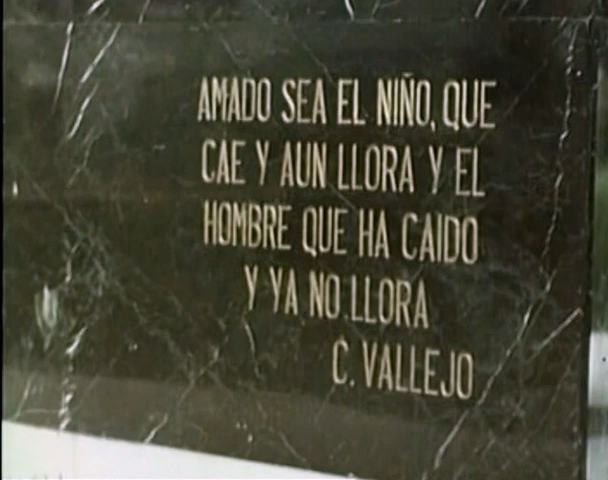 AMADO SEA EL NIÑO, QUE
CAE Y AUN LLORA Y EL
HOMBRE QUE HA CAIDO
Y YA NO LLORA
C. VALLEJO